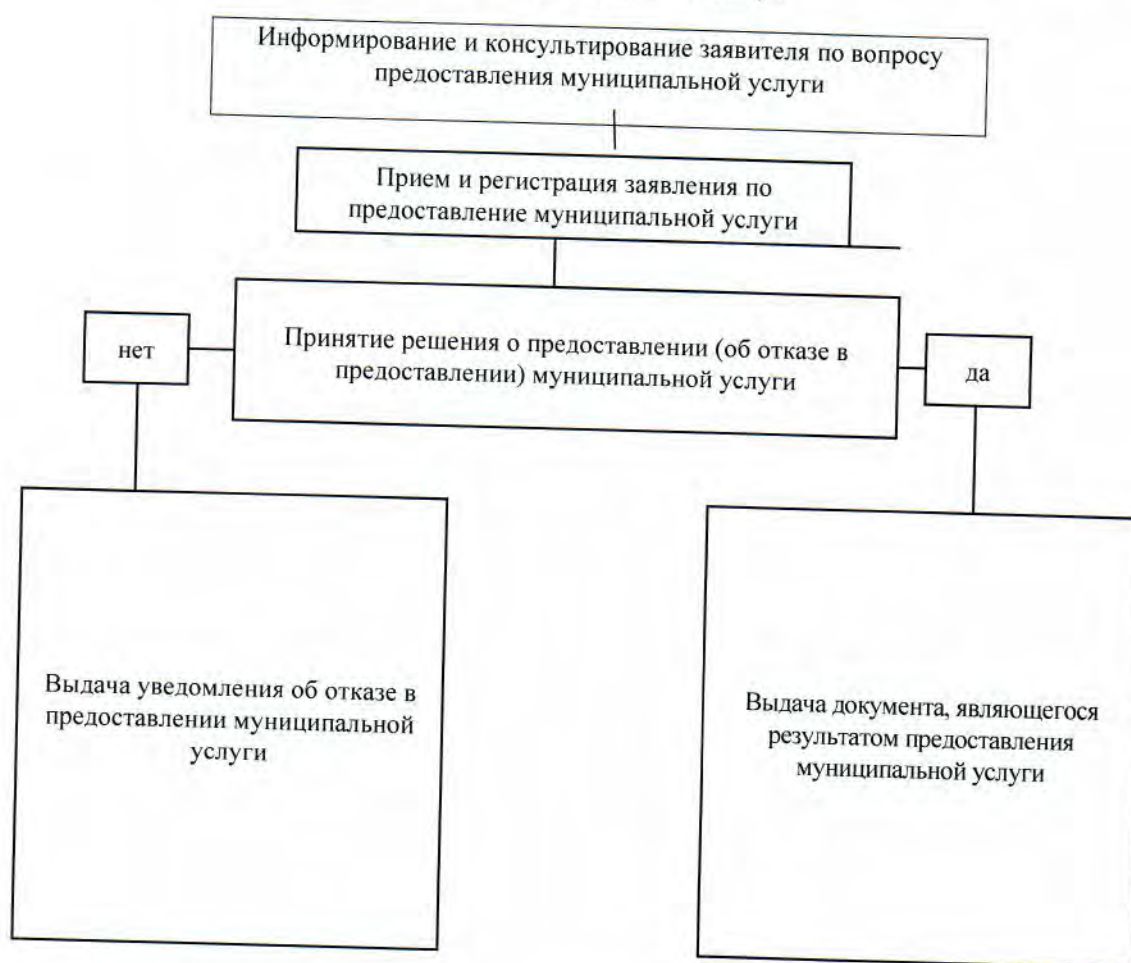 Информирование и консультирование заявителя по вопросу
предоставления муниципальной услуги
Прием и регистрация заявления по
предоставление муниципальной услуги
нет
Принятие решения о предоставлении (об отказе в
предоставлении) муниципальной услуги
да
Выдача уведомления об отказе в
предоставлении муниципальной
услуги
Выдача документа, являющегося
результатом предоставления
муниципальной услуги